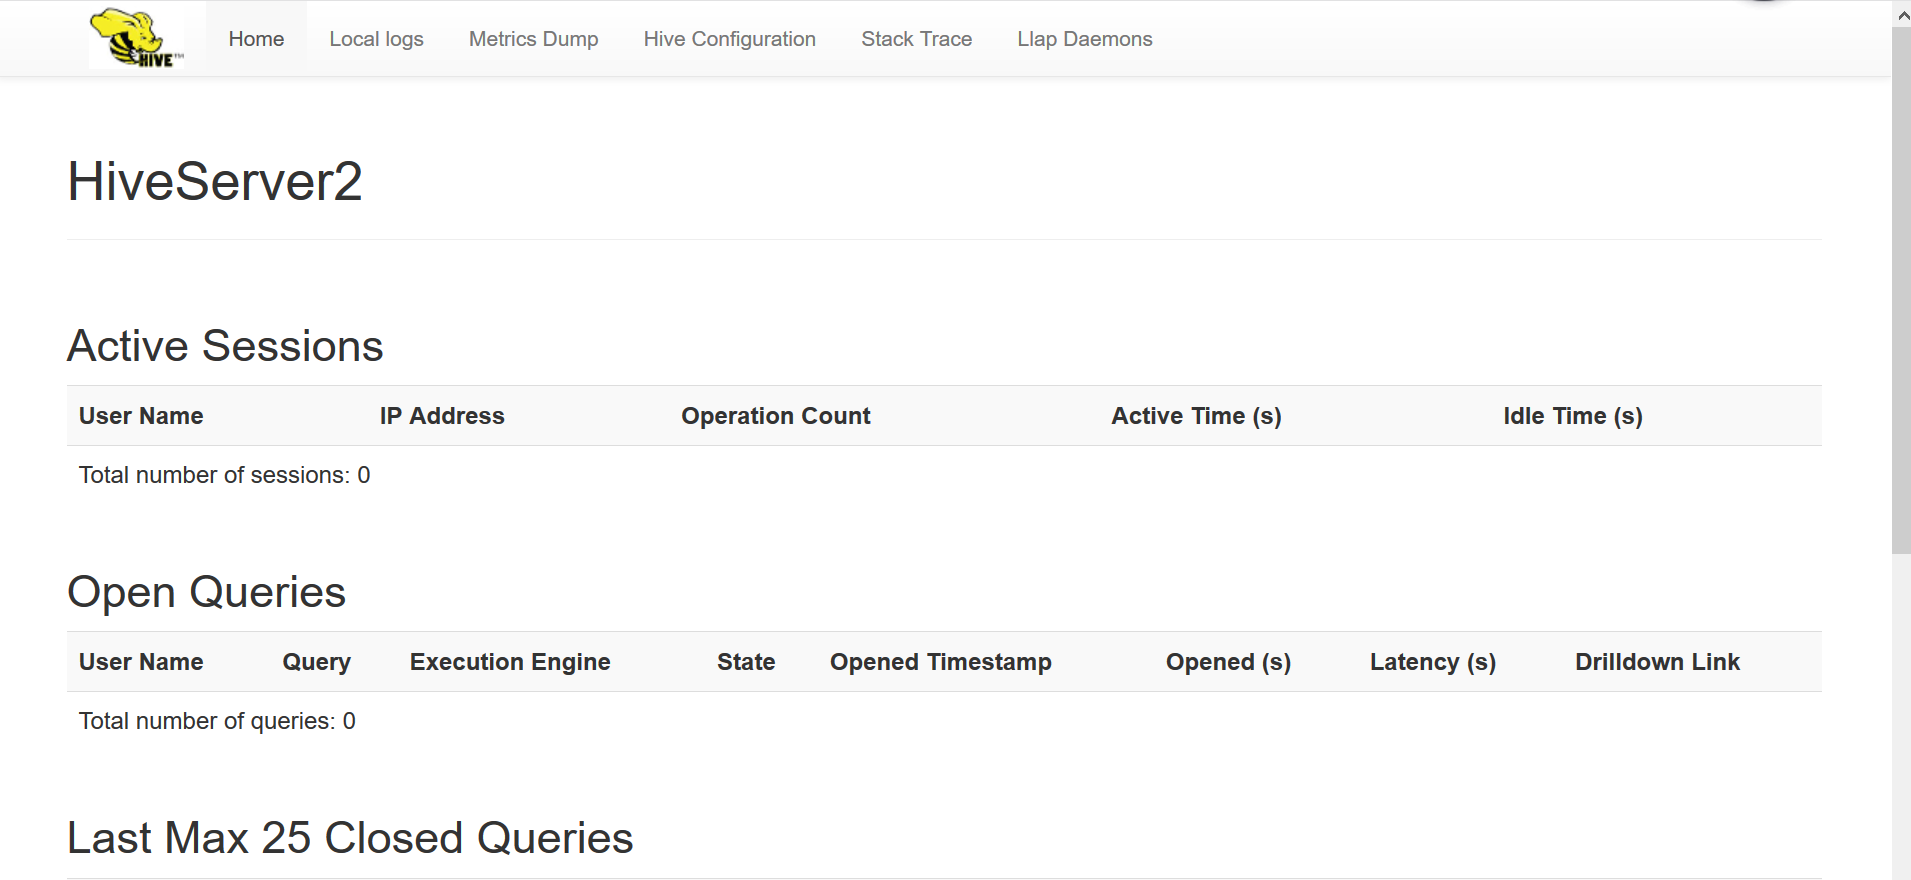 HIVE™
Home Local logs Metrics Dump Hive Configuration Stack Trace Llap Daemons
HiveServer2
Active Sessions
User Name IP Address Operation Count Active Time (s) Idle Time (s)
Total number of sessions: 0
Open Queries
User Name Query Execution Engine State Opened Timestamp Opened (s) Latency (s) Drilldown Link
Total number of queries: 0
Last Max 25 Closed Queries